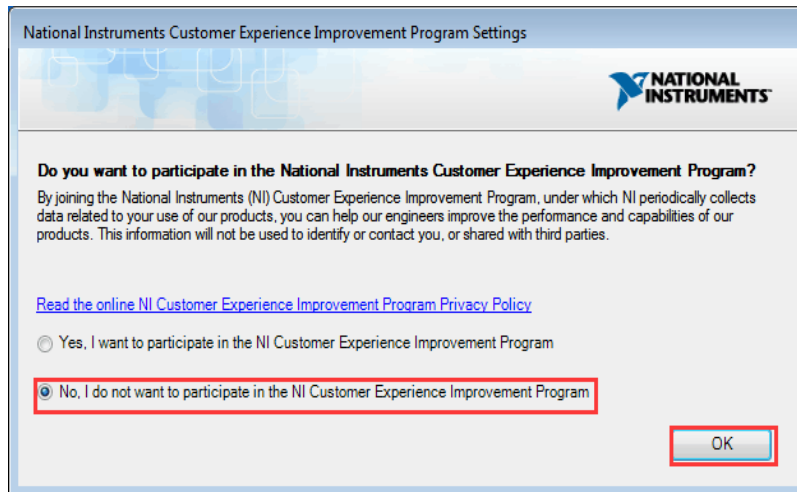 National Instruments Customer Experience Improvement Program Settings
NATIONAL
INSTRUMENTS™
Do you want to participate in the National Instruments Customer Experience Improvement Program?
By joining the National Instruments (NI) Customer Experience Improvement Program, under which NI periodically collects
data related to your use of our products, you can help our engineers improve the performance and capabilities of our
products. This information will not be used to identify or contact you, or shared with third parties.
Read the online NI Customer Experience Improvement Program Privacy Policy
Yes, I want to participate in the NI Customer Experience Improvement Program
No, I do not want to participate in the NI Customer Experience Improvement Program
OK